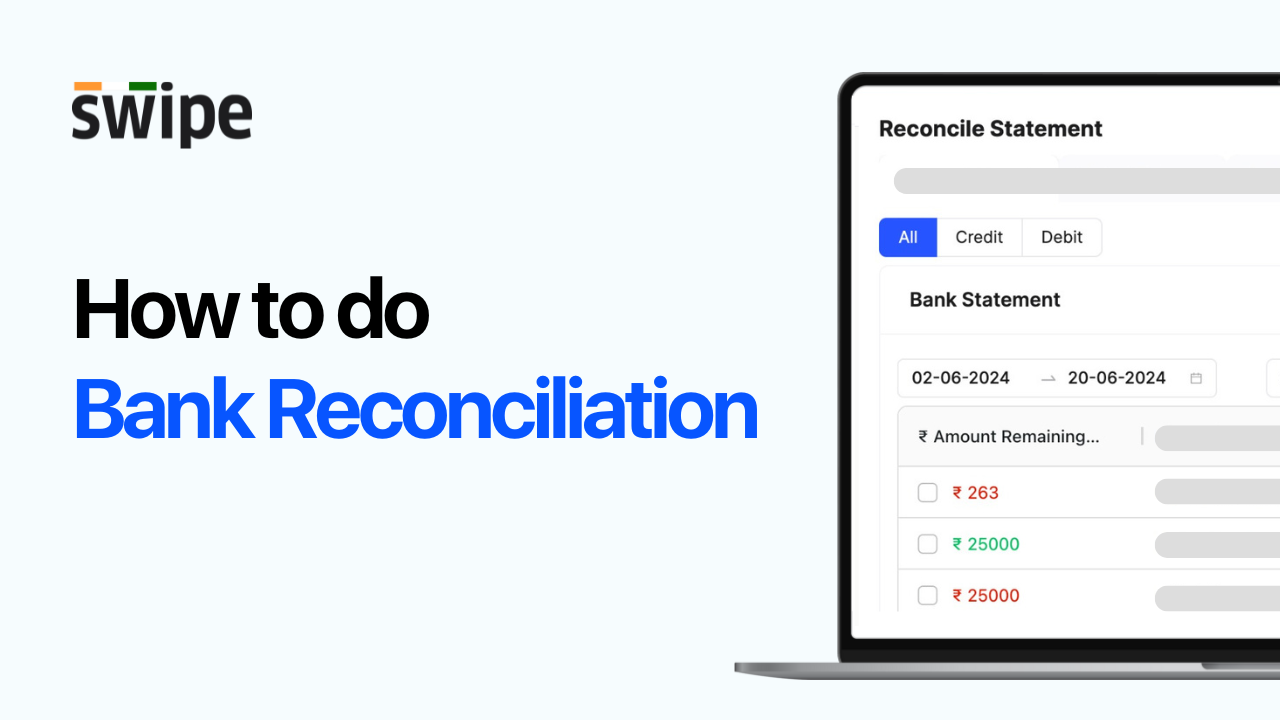 swipe
How to do
Bank Reconciliation
Reconcile Statement
All Credit Debit
Bank Statement
02-06-2024 → 20-06-2024
₹ Amount Remaining...
₹ 263
₹ 25000
₹ 25000